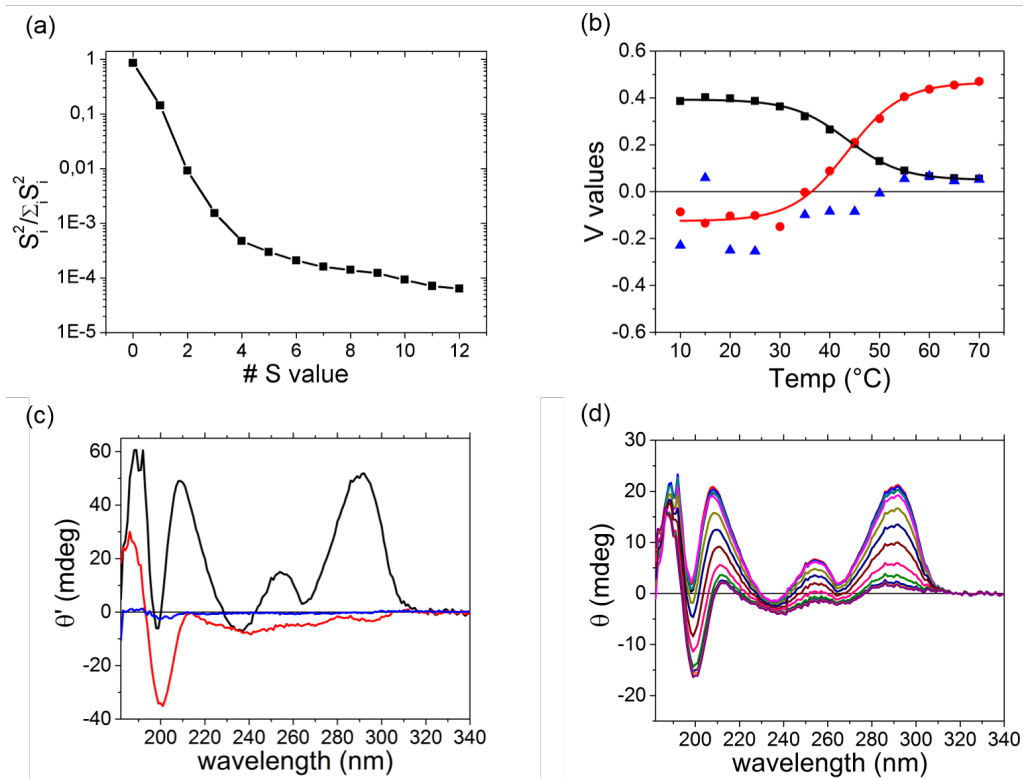 (a)
1
0,1
0,01
1E-3
1E-4
1E-5
S_i^2/Σ_iS_i^2
0 2 4 6 8 10 12
# S value
(b)
0.6
0.4
0.2
0.0
-0.2
-0.4
-0.6
V values
10 20 30 40 50 60 70
Temp (°C)
(c)
60
40
20
0
-20
-40
θ' (mdeg)
200 220 240 260 280 300 320 340
wavelength (nm)
(d)
30
20
10
0
-10
-20
θ (mdeg)
200 220 240 260 280 300 320 340
wavelength (nm)